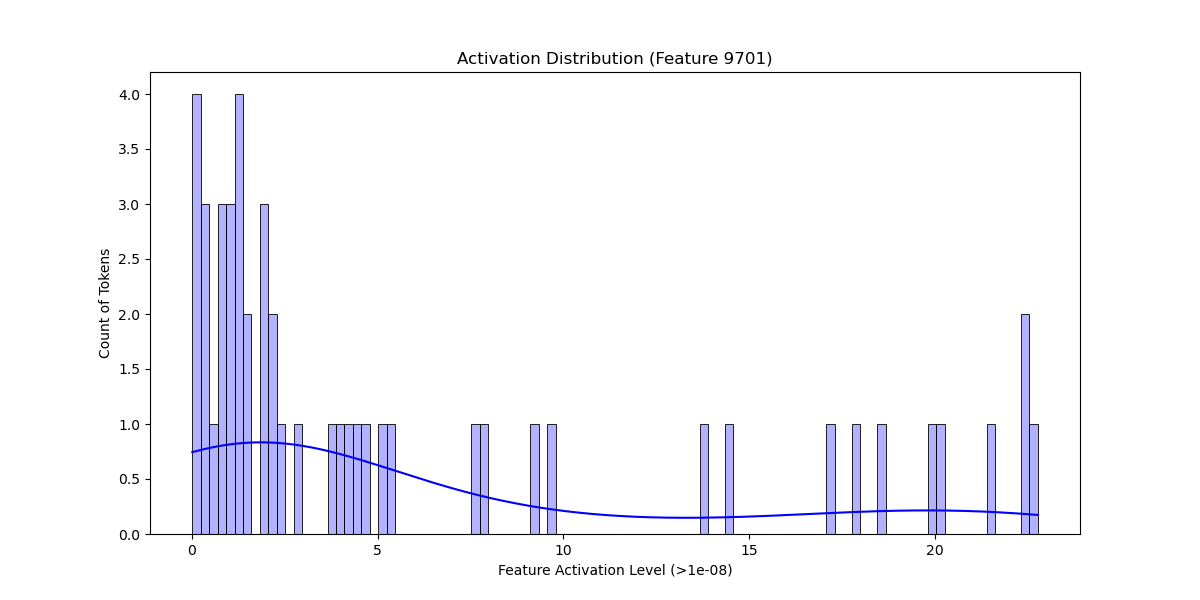 Activation Distribution (Feature 9701)
4.0
3.5
3.0
2.5
2.0
1.5
1.0
0.5
0.0
Count of Tokens
0 5 10 15 20
Feature Activation Level (>1e-08)